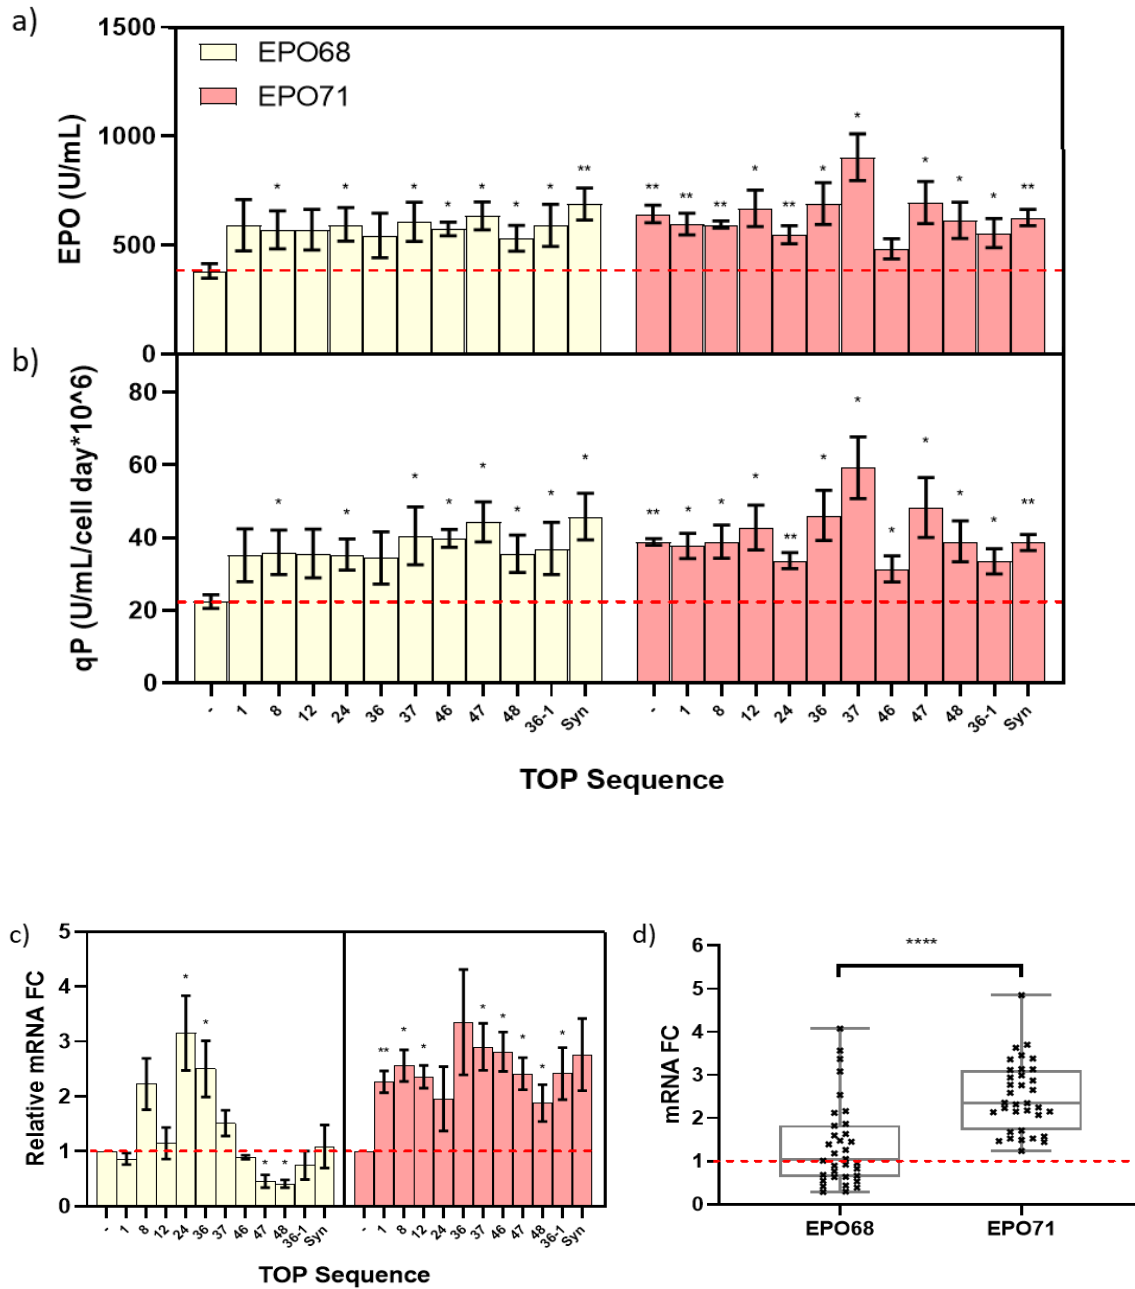 a)
1500
1000
500
0
EPO (U/mL)
EPO68
EPO71
* * * * * * * **
** ** ** * ** * * * * * **
b)
80
60
40
20
0
qP (U/mL/cell day*10^6)
* * * * * * *
** * * * ** * * * * * * **
- 1 8 12 24 36 37 46 47 48 36-1 Syn
- 1 8 12 24 36 37 46 47 48 36-1 Syn
TOP Sequence
c)
5
4
3
2
1
0
Relative mRNA FC
* * * *
** * * * * * * *
- 1 8 12 24 36 37 46 47 48 36-1 Syn
- 1 8 12 24 36 37 46 47 48 36-1 Syn
TOP Sequence
d)
6
5
4
3
2
1
0
mRNA FC
****
EPO68 EPO71